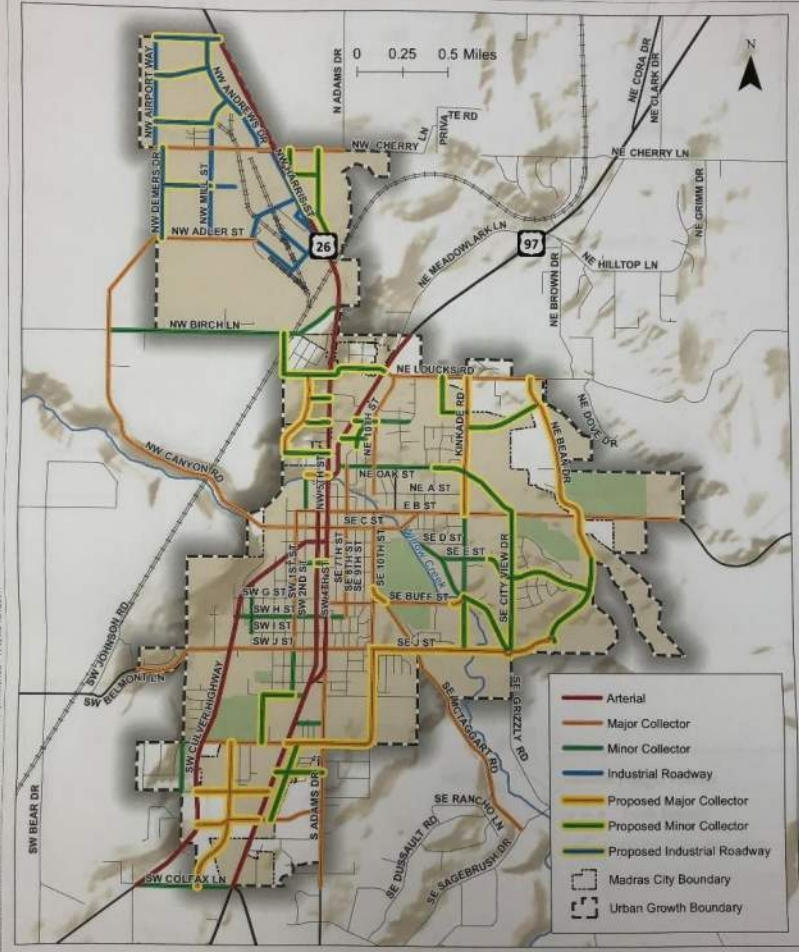 N ADAMS DR
0 0.25 0.5 Miles
N
NE CORA DR
NE CLARK DR
NW AIRPORT WAY
NW ANDREWS DR
TE RD
PRIVA
LN
NW CHERRY
NE CHERRY LN
NW HARRIS ST
NW DEMERS DR
NW MILL ST
NE GRIMM DR
NW ADLER ST
26
97
NE MEADOWLARK LN
NE HILLTOP LN
NE BROWN DR
NW BIRCH LN
NE LOUCKS RD
NE 10TH ST
KINKADE RD
NE BEAN DR
NE DOVE DR
NW CANYON RD
NW 5TH ST
NE OAK ST
NE A ST
E B ST
SE C ST
SE D ST
SE E ST
Willow Creek
SW 1ST ST
SW 2ND ST
SW 4TH ST
SE 7TH ST
SE 8TH ST
SE 9TH ST
SE 10TH ST
SE CITY VIEW DR
SW G ST
SE BUFF ST
SW H ST
SW I ST
SW J ST
SE J ST
SW JOHNSON RD
SW BELMONT LN
SW CULVER HIGHWAY
SE MCTAGGART RD
SE GRIZZLY RD
S ADAMS DR
SW BEAR DR
SE RANCHO LN
SE DUSSAULT RD
SE SAGEBRUSH DR
SW COLFAX LN
Arterial
Major Collector
Minor Collector
Industrial Roadway
Proposed Major Collector
Proposed Minor Collector
Proposed Industrial Roadway
Madras City Boundary
Urban Growth Boundary